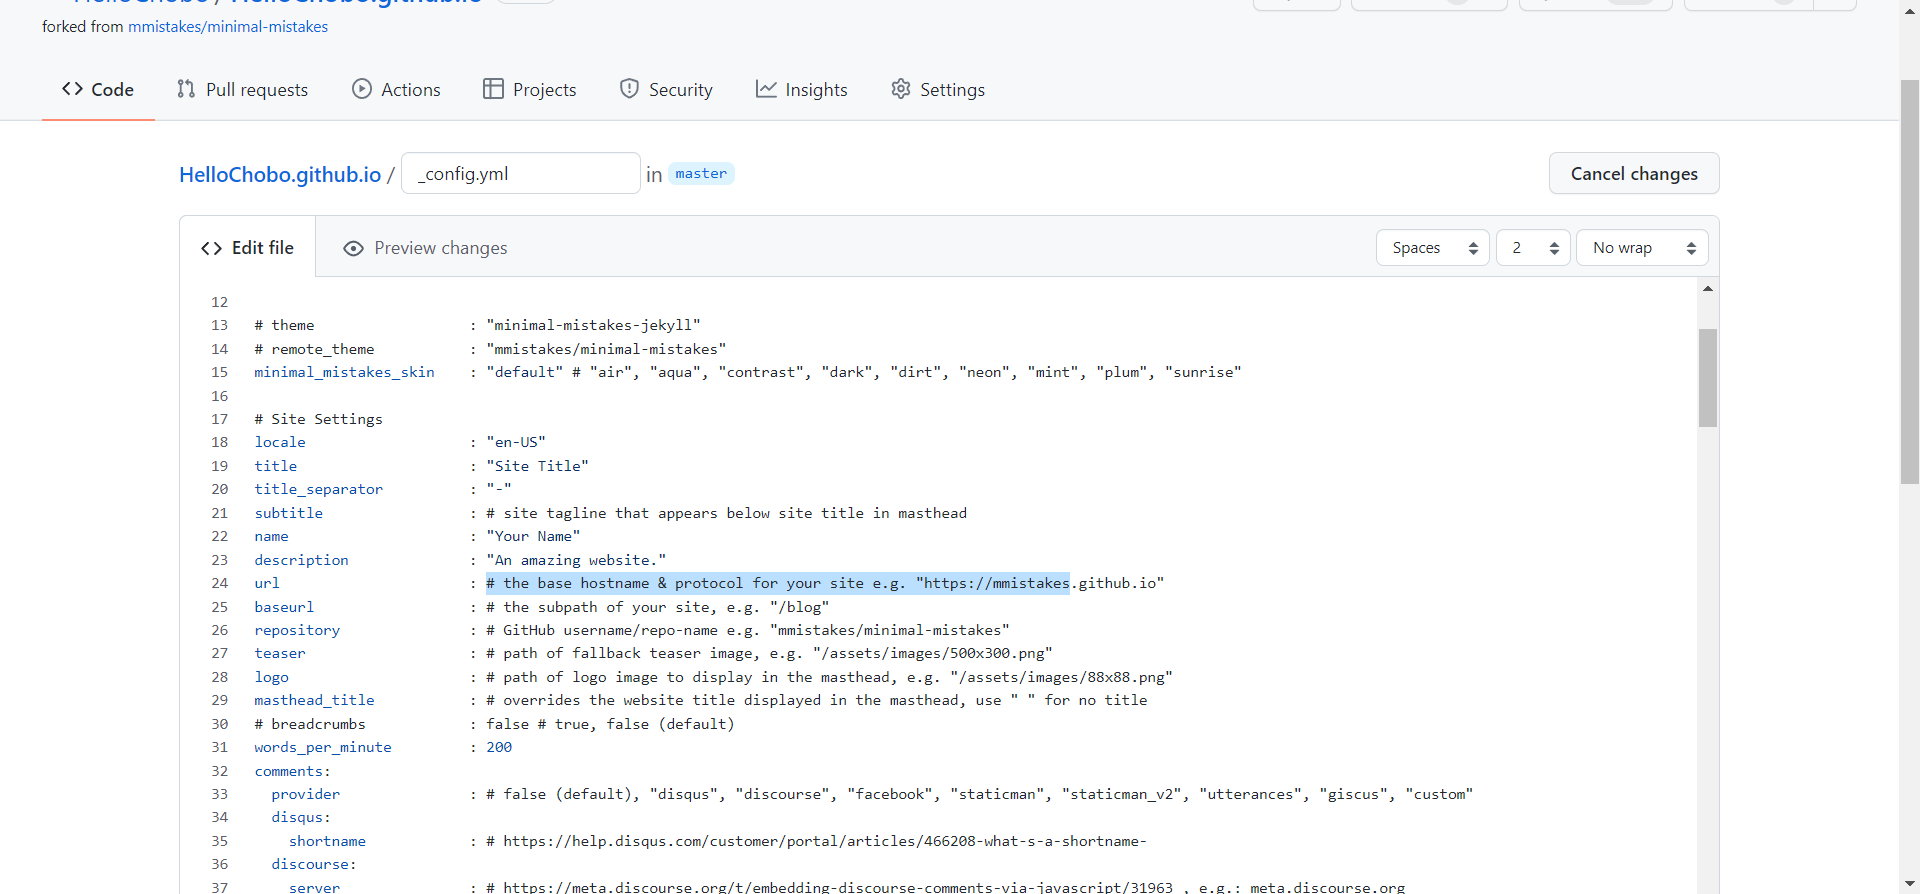 HelloChobo / HelloChobo.github.io
forked from mmistakes/minimal-mistakes
Code Pull requests Actions Projects Security Insights Settings
HelloChobo.github.io / _config.yml in master Cancel changes
Edit file Preview changes Spaces 2 No wrap
12
13 # theme : "minimal-mistakes-jekyll"
14 # remote_theme : "mmistakes/minimal-mistakes"
15 minimal_mistakes_skin : "default" # "air", "aqua", "contrast", "dark", "dirt", "neon", "mint", "plum", "sunrise"
16
17 # Site Settings
18 locale : "en-US"
19 title : "Site Title"
20 title_separator : "-"
21 subtitle : # site tagline that appears below site title in masthead
22 name : "Your Name"
23 description : "An amazing website."
24 url : # the base hostname & protocol for your site e.g. "https://mmistakes.github.io"
25 baseurl : # the subpath of your site, e.g. "/blog"
26 repository : # GitHub username/repo-name e.g. "mmistakes/minimal-mistakes"
27 teaser : # path of fallback teaser image, e.g. "/assets/images/500x300.png"
28 logo : # path of logo image to display in the masthead, e.g. "/assets/images/88x88.png"
29 masthead_title : # overrides the website title displayed in the masthead, use " " for no title
30 # breadcrumbs : false # true, false (default)
31 words_per_minute : 200
32 comments:
33 provider : # false (default), "disqus", "discourse", "facebook", "staticman", "staticman_v2", "utterances", "giscus", "custom"
34 disqus:
35 shortname : # https://help.disqus.com/customer/portal/articles/466208-what-s-a-shortname-
36 discourse:
37 server : # https://meta.discourse.org/t/embedding-discourse-comments-via-javascript/31963 , e.g.: meta.discourse.org